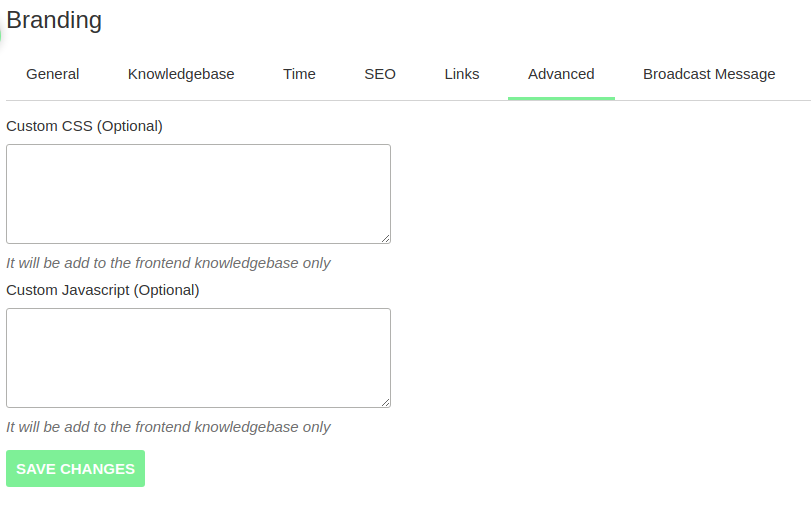 Branding
General Knowledgebase Time SEO Links Advanced Broadcast Message
Custom CSS (Optional)
It will be add to the frontend knowledgebase only
Custom Javascript (Optional)
It will be add to the frontend knowledgebase only
SAVE CHANGES